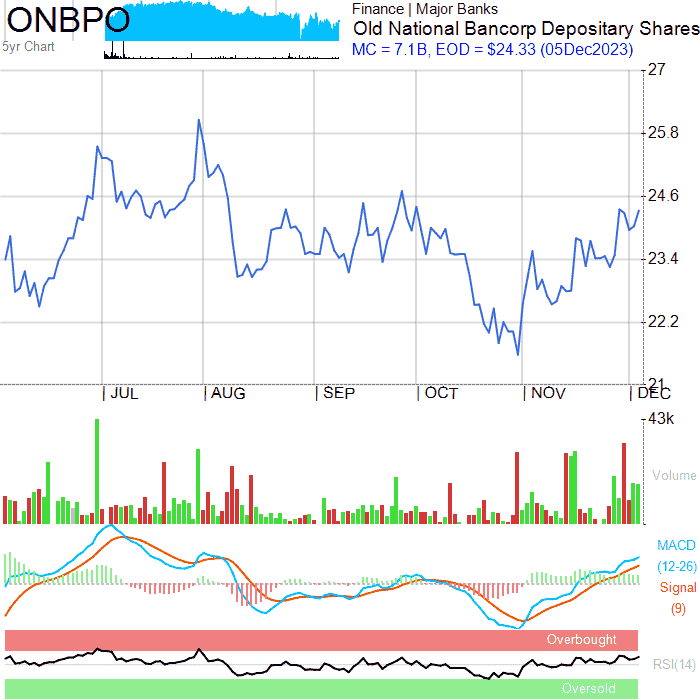 ONBPO
5yr Chart
Finance | Major Banks
Old National Bancorp Depositary Shares
MC = 7.1B, EOD = $24.33 (05Dec2023)
27
25.8
24.6
23.4
22.2
21
JUL AUG SEP OCT NOV DEC
43k
Volume
MACD
(12-26)
Signal
(9)
Overbought
RSI(14)
Oversold